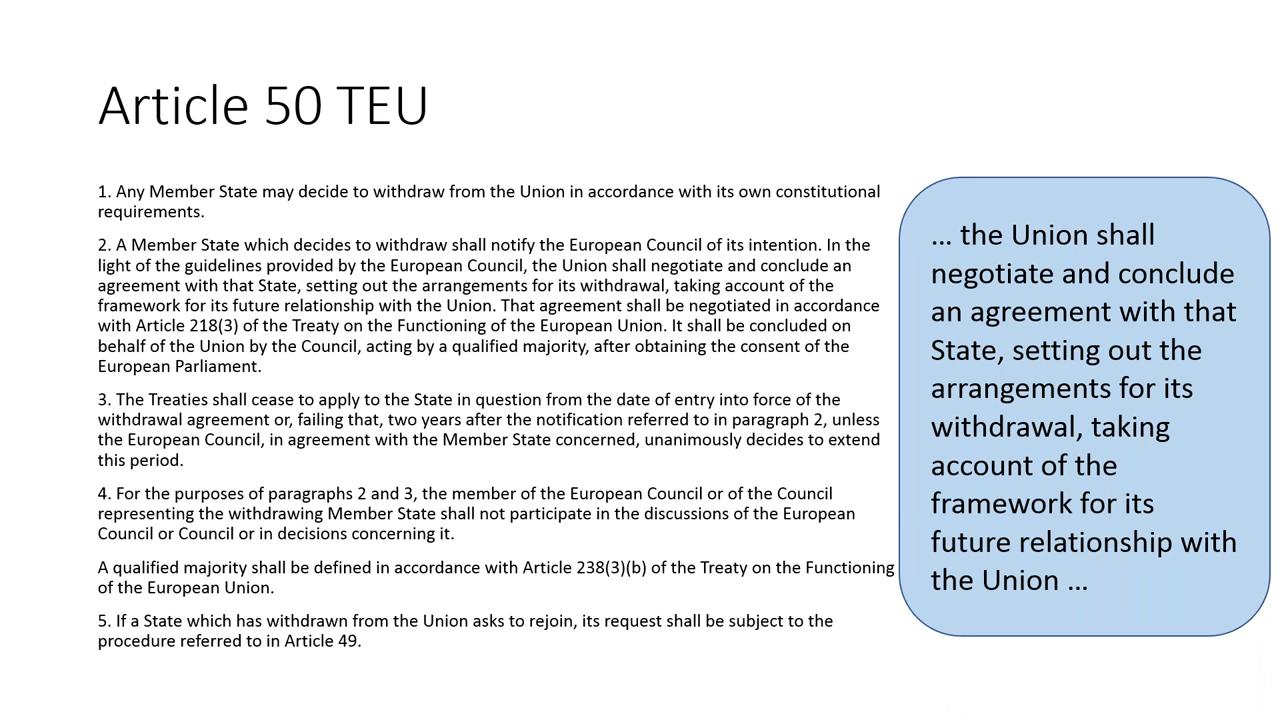 Article 50 TEU
1. Any Member State may decide to withdraw from the Union in accordance with its own constitutional
requirements.
2. A Member State which decides to withdraw shall notify the European Council of its intention. In the
light of the guidelines provided by the European Council, the Union shall negotiate and conclude an
agreement with that State, setting out the arrangements for its withdrawal, taking account of the
framework for its future relationship with the Union. That agreement shall be negotiated in accordance
with Article 218(3) of the Treaty on the Functioning of the European Union. It shall be concluded on
behalf of the Union by the Council, acting by a qualified majority, after obtaining the consent of the
European Parliament.
3. The Treaties shall cease to apply to the State in question from the date of entry into force of the
withdrawal agreement or, failing that, two years after the notification referred to in paragraph 2, unless
the European Council, in agreement with the Member State concerned, unanimously decides to extend
this period.
4. For the purposes of paragraphs 2 and 3, the member of the European Council or of the Council
representing the withdrawing Member State shall not participate in the discussions of the European
Council or Council or in decisions concerning it.
A qualified majority shall be defined in accordance with Article 238(3)(b) of the Treaty on the Functioning
of the European Union.
5. If a State which has withdrawn from the Union asks to rejoin, its request shall be subject to the
procedure referred to in Article 49.
... the Union shall
negotiate and conclude
an agreement with that
State, setting out the
arrangements for its
withdrawal, taking
account of the
framework for its
future relationship with
the Union ...